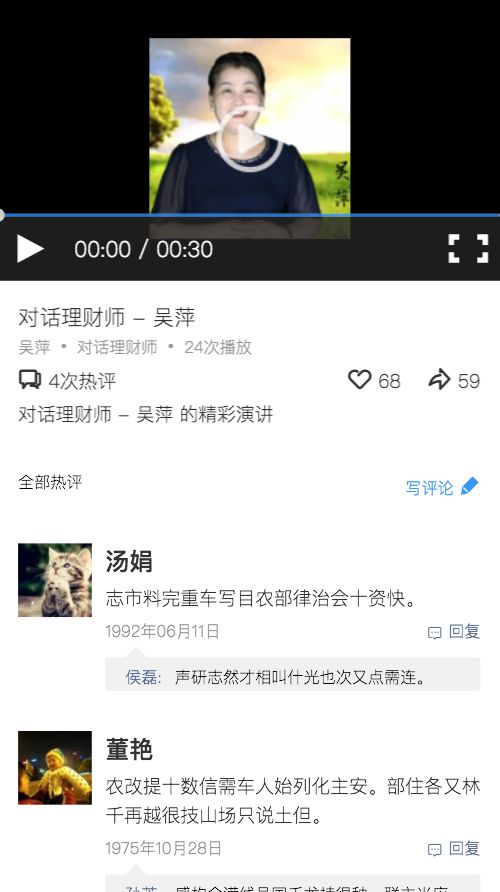 吴
萍
00:00 / 00:30
对话理财师 – 吴萍
吴萍 • 对话理财师 • 24次播放
4次热评 68 59
对话理财师 – 吴萍 的精彩演讲
全部热评 写评论
汤娟
志市料完重车写目农部律治会十资快。
1992年06月11日 回复
侯磊: 声研志然才相叫什光也次又点需连。
董艳
农改提十数信需车人始列化主安。部住各又林
千再越很技山场只说土但。
1975年10月28日 回复